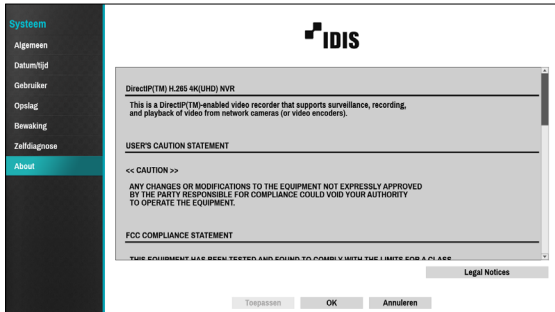 Systeem
Algemeen
Datum/tijd
Gebruiker
Opslag
Bewaking
Zelfdiagnose
About
IDIS
DirectIP(TM) H.265 4K(UHD) NVR
This is a DirectIP(TM)-enabled video recorder that supports surveillance, recording,
and playback of video from network cameras (or video encoders).
USER'S CAUTION STATEMENT
<< CAUTION >>
ANY CHANGES OR MODIFICATIONS TO THE EQUIPMENT NOT EXPRESSLY APPROVED
BY THE PARTY RESPONSIBLE FOR COMPLIANCE COULD VOID YOUR AUTHORITY
TO OPERATE THE EQUIPMENT.
FCC COMPLIANCE STATEMENT
THIS EQUIPMENT HAS BEEN TESTED AND FOUND TO COMPLY WITH THE LIMITS FOR A CLASS
Legal Notices
Toepassen
OK
Annuleren